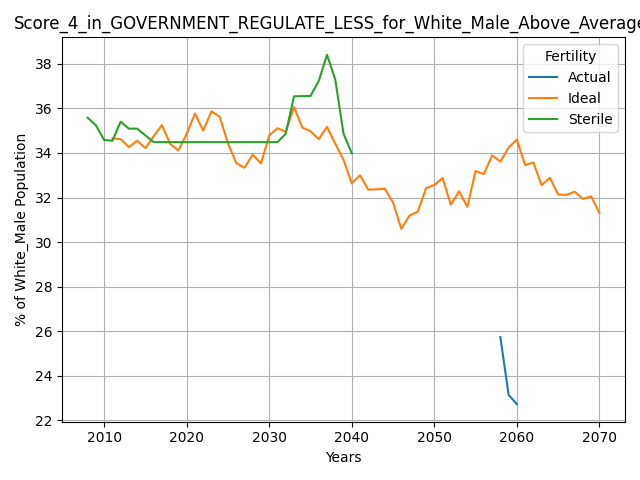 Score_4_in_GOVERNMENT_REGULATE_LESS_for_White_Male_Above_Average
Fertility
Actual
Ideal
Sterile
% of White_Male Population
38
36
34
32
30
28
26
24
22
2010
2020
2030
2040
2050
2060
2070
Years